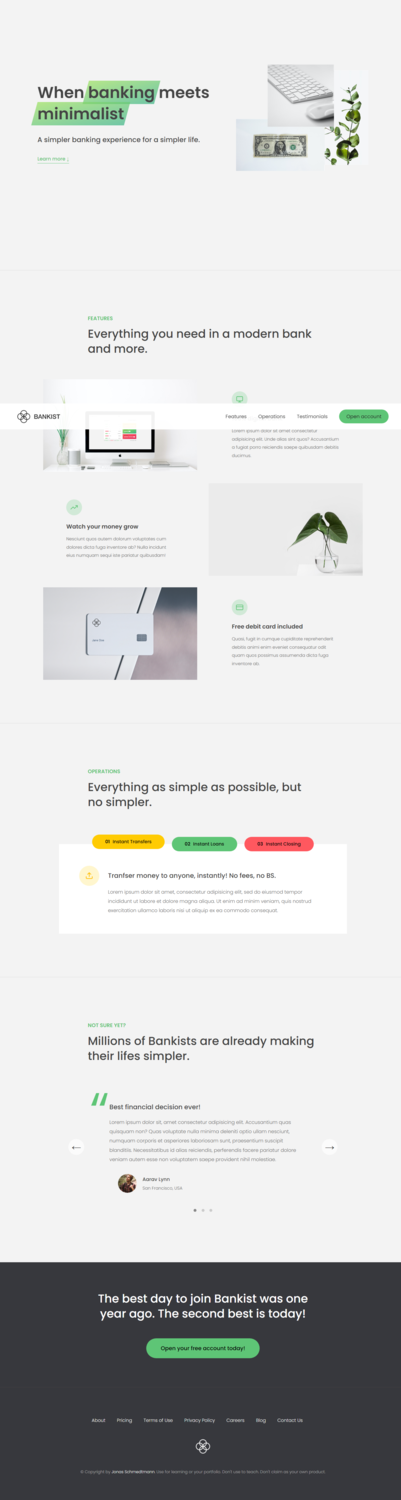 When banking meets
minimalist
A simpler banking experience for a simpler life.
Learn more ↓
FEATURES
Everything you need in a modern bank
and more.
BANKIST
Features Operations Testimonials Open account
Lorem ipsum dolor sit amet consectetur
adipisicing elit. Unde alias sint quos? Accusantium
a fugiat porro reiciendis saepe quibusdam debitis
ducimus.
Watch your money grow
Nesciunt quos autem dolorum voluptates cum
dolores dicta fuga inventore ab? Nulla incidunt
eius numquam sequi iste pariatur quibusdam!
Free debit card included
Quasi, fugit in cumque cupiditate reprehenderit
debitis animi enim eveniet consequatur odit
quam quos possimus assumenda dicta fuga
inventore ab.
OPERATIONS
Everything as simple as possible, but
no simpler.
01 Instant Transfers 02 Instant Loans 03 Instant Closing
Tranfser money to anyone, instantly! No fees, no BS.
Lorem ipsum dolor sit amet, consectetur adipisicing elit, sed do eiusmod tempor
incididunt ut labore et dolore magna aliqua. Ut enim ad minim veniam, quis nostrud
exercitation ullamco laboris nisi ut aliquip ex ea commodo consequat.
NOT SURE YET?
Millions of Bankists are already making
their lifes simpler.
Best financial decision ever!
Lorem ipsum dolor sit, amet consectetur adipisicing elit. Accusantium quas
quisquam non? Quas voluptate nulla minima deleniti optio ullam nesciunt,
numquam corporis et asperiores laboriosam sunt, praesentium suscipit
blanditiis. Necessitatibus id alias reiciendis, perferendis facere pariatur dolore
veniam autem esse non voluptatem saepe provident nihil molestiae.
Aarav Lynn
San Francisco, USA
The best day to join Bankist was one
year ago. The second best is today!
Open your free account today!
About Pricing Terms of Use Privacy Policy Careers Blog Contact Us
© Copyright by Jonas Schmedtmann. Use for learning or your portfolio. Don't use to teach. Don't claim as your own product.